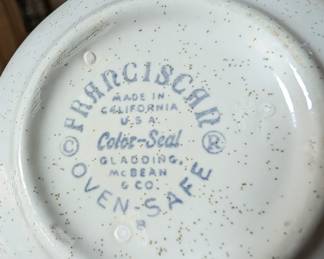 FRANCISCAN ®
MADE IN
CALIFORNIA
U.S.A.
Color-Seal
GLADDING,
McBEAN
& CO.
© OVEN-SAFE